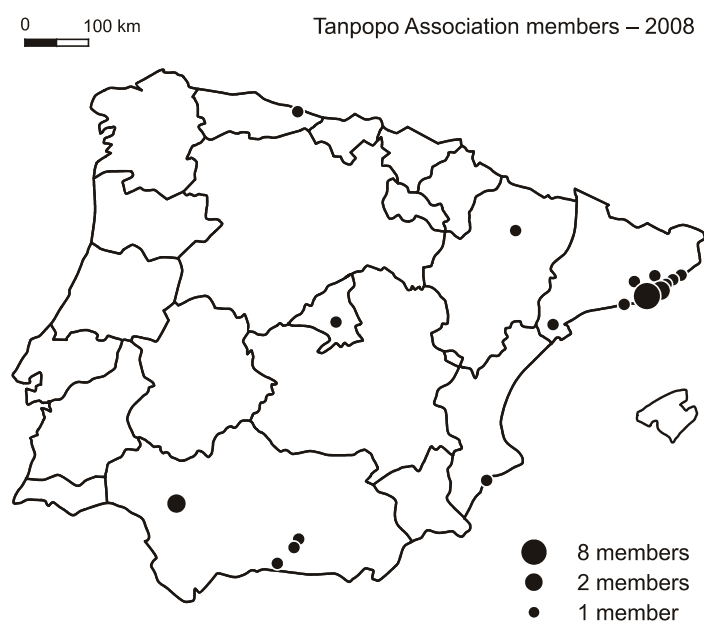 0 100 km
Tanpopo Association members – 2008
8 members
2 members
1 member